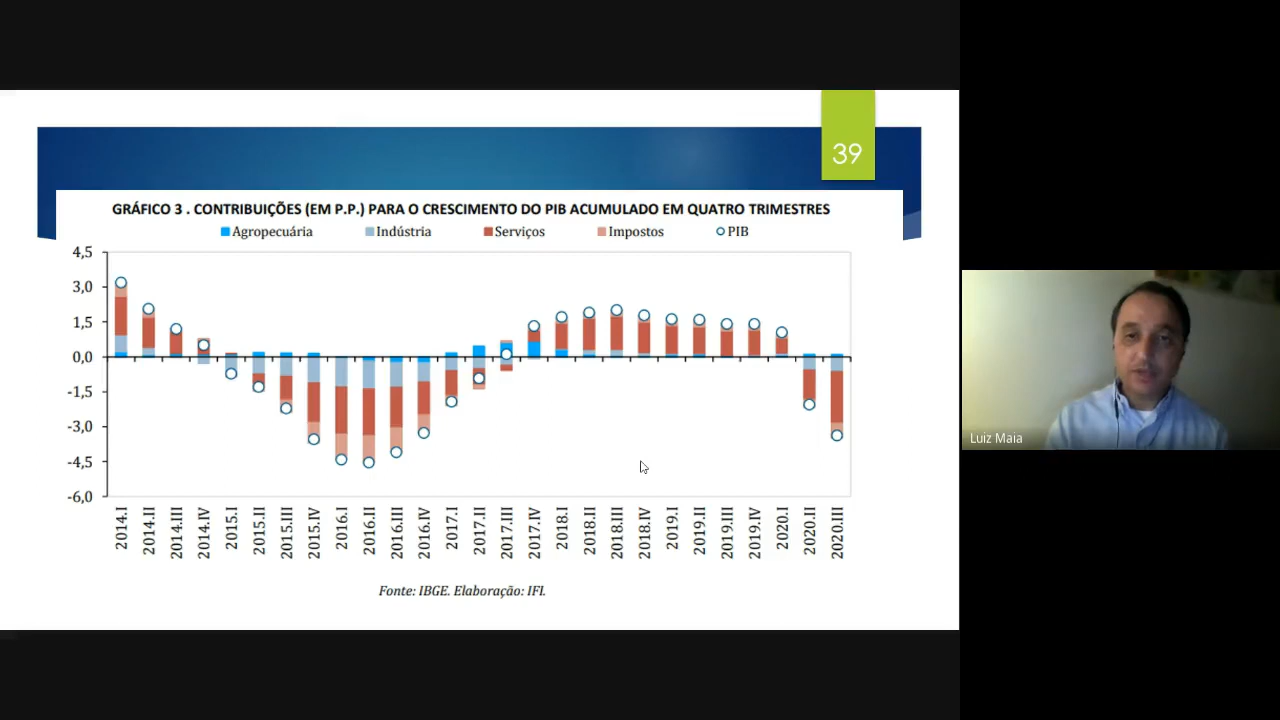 39
GRÁFICO 3 . CONTRIBUIÇÕES (EM P.P.) PARA O CRESCIMENTO DO PIB ACUMULADO EM QUATRO TRIMESTRES
Agropecuária Indústria Serviços Impostos PIB
4,5
3,0
1,5
0,0
-1,5
-3,0
-4,5
-6,0
2014.I 2014.II 2014.III 2014.IV 2015.I 2015.II 2015.III 2015.IV 2016.I 2016.II 2016.III 2016.IV 2017.I 2017.II 2017.III 2017.IV 2018.I 2018.II 2018.III 2018.IV 2019.I 2019.II 2019.III 2019.IV 2020.I 2020.II 2020.III
Fonte: IBGE. Elaboração: IFI.
Luiz Maia